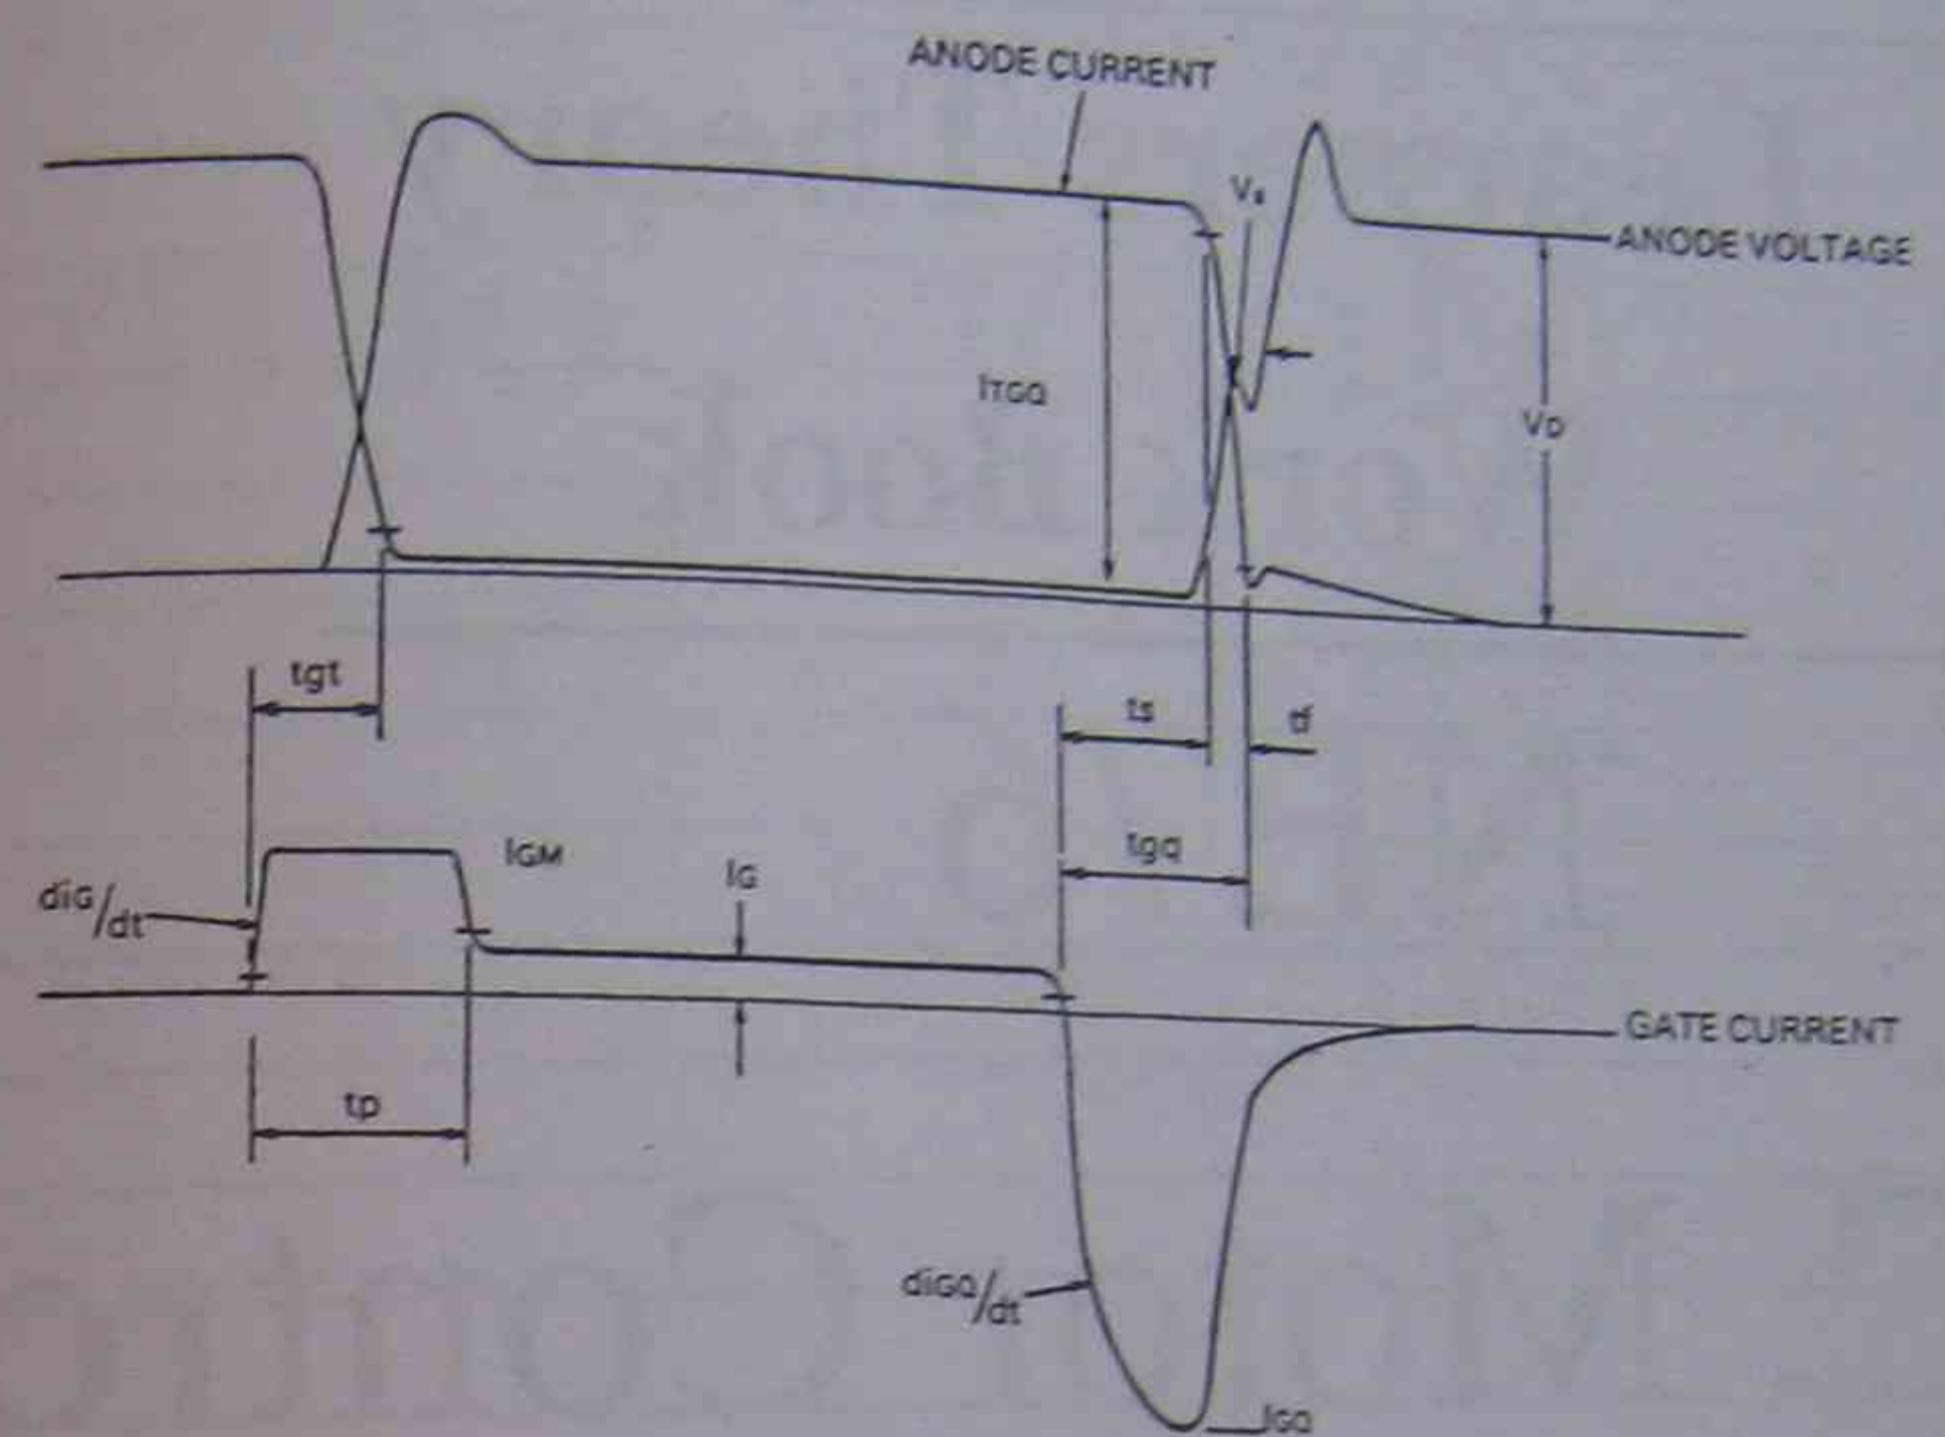 ANODE CURRENT
Vs
ANODE VOLTAGE
ITGQ
VD
tgt
ts
tf
IGM
IG
tgq
diG/dt
GATE CURRENT
tp
diGQ/dt
IGQ